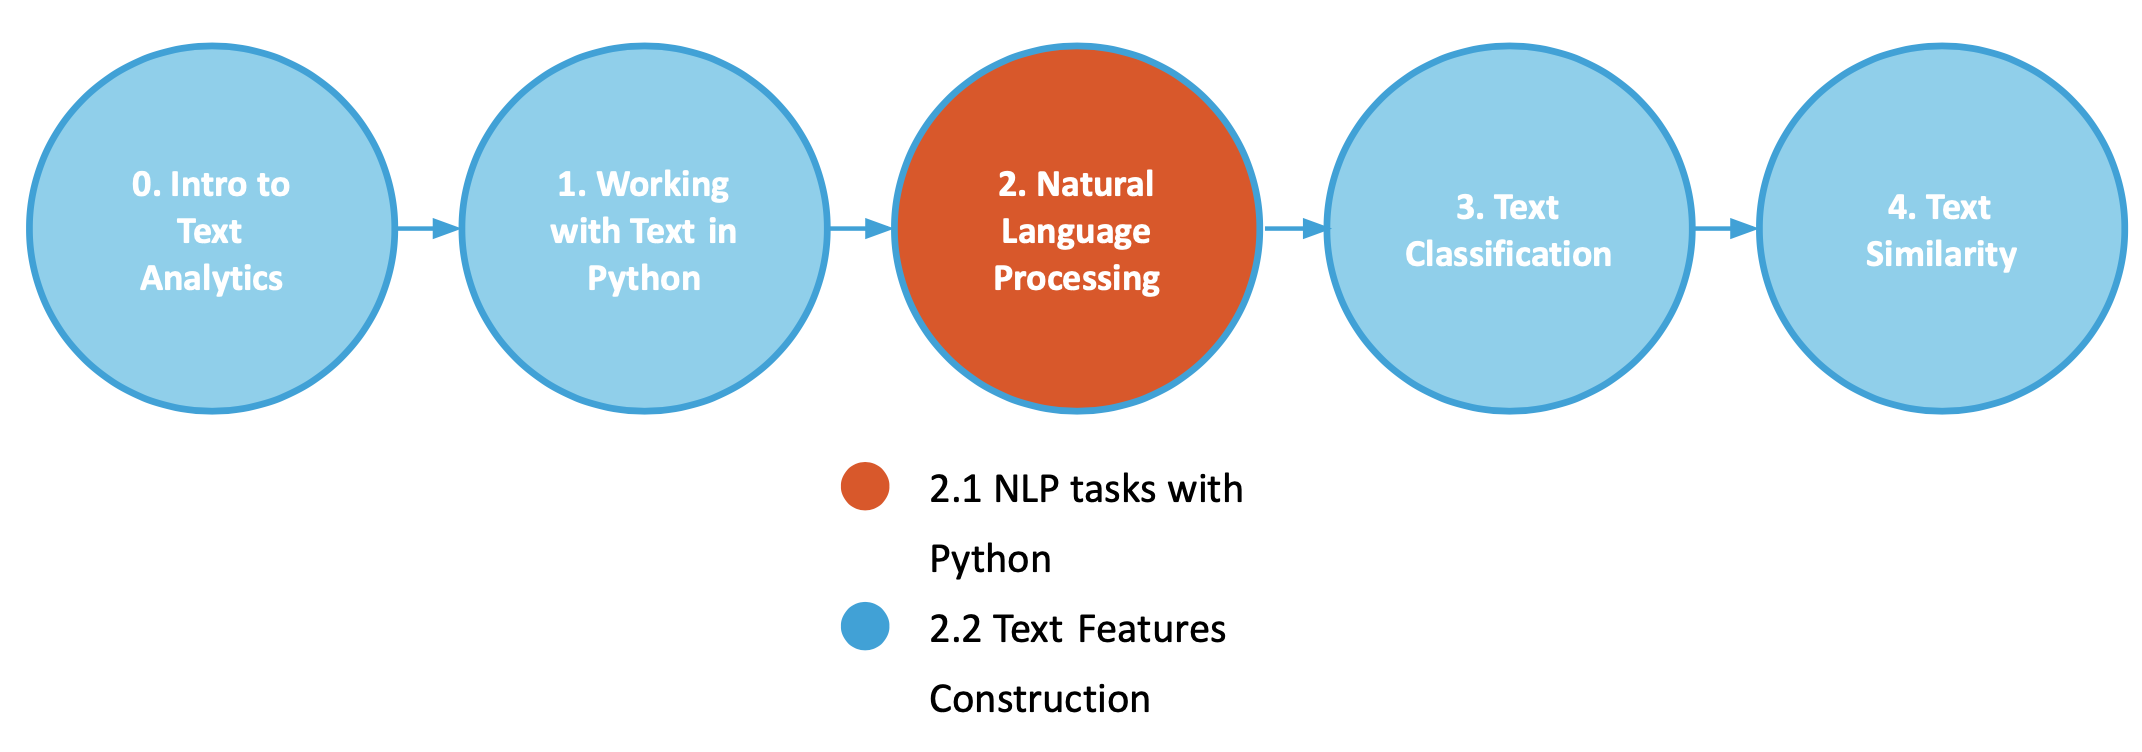 0. Intro to
Text
Analytics
1. Working
with Text in
Python
2. Natural
Language
Processing
3. Text
Classification
4. Text
Similarity
2.1 NLP tasks with
Python
2.2 Text Features
Construction